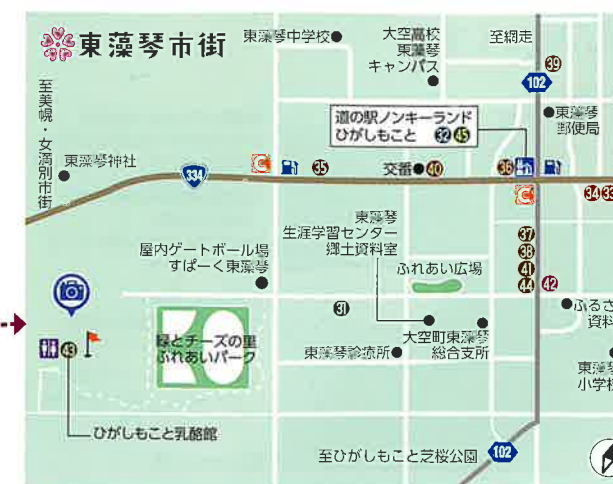 東藻琴市街
東藻琴中学校
大空高校
東藻琴
キャンパス
至網走
39
102
至美幌・女満別市街
道の駅ノンキーランド
ひがしもこと 32 45
東藻琴
郵便局
東藻琴神社
334
35
交番 40
36
34 33
東藻琴
生涯学習センター
郷土資料室
37
38
41
44 42
屋内ゲートボール場
すぱーく東藻琴
ふれあい広場
31
ふるさ
資料
緑とチーズの里
ふれあいパーク
大空町東藻琴
総合支所
東藻琴診療所
東藻琴
小学校
43
ひがしもこと乳酪館
至ひがしもこと芝桜公園
102